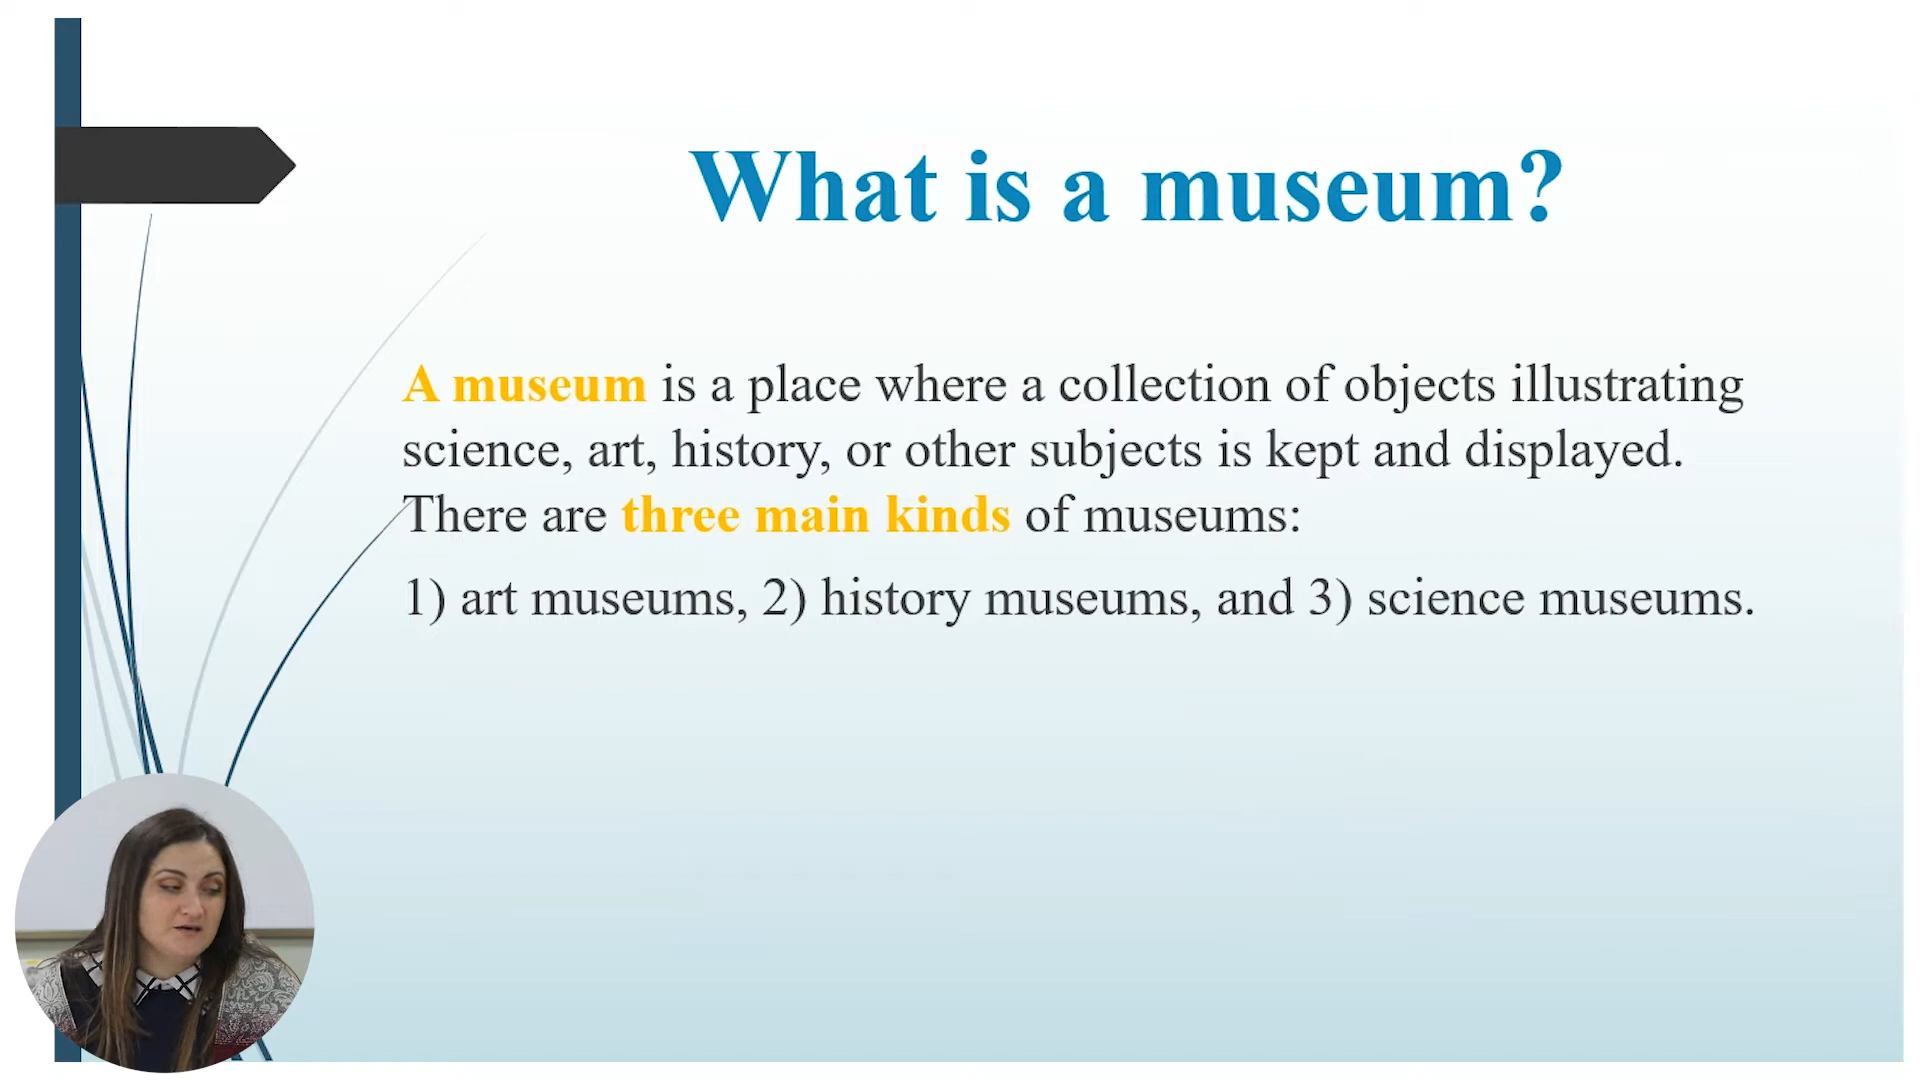 What is a museum?
A museum is a place where a collection of objects illustrating
science, art, history, or other subjects is kept and displayed.
There are three main kinds of museums:
1) art museums, 2) history museums, and 3) science museums.